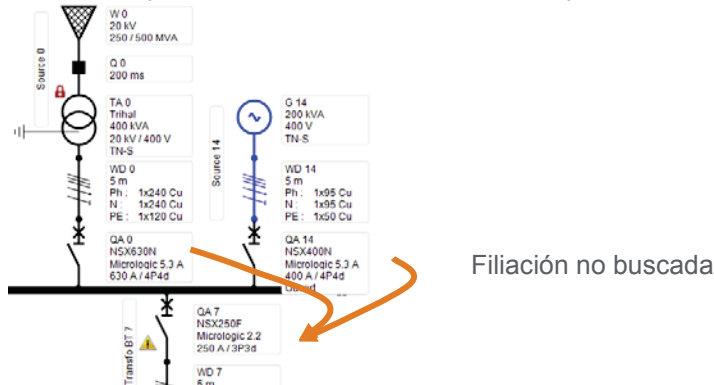 W 0
20 kV
250 / 500 MVA
Source 0
Q 0
200 ms
TA 0
Trihal
400 kVA
20 kV / 400 V
TN-S
G 14
200 kVA
400 V
TN-S
Source 14
WD 0
5 m
Ph : 1x240 Cu
N : 1x240 Cu
PE : 1x120 Cu
WD 14
5 m
Ph : 1x95 Cu
N : 1x95 Cu
PE : 1x50 Cu
QA 0
NSX630N
Micrologic 5.3 A
630 A / 4P4d
QA 14
NSX400N
Micrologic 5.3 A
400 A / 4P4d
Filiación no buscada
QA 7
NSX250F
Micrologic 2.2
250 A / 3P3d
Transfo BT 7
WD 7
5 m